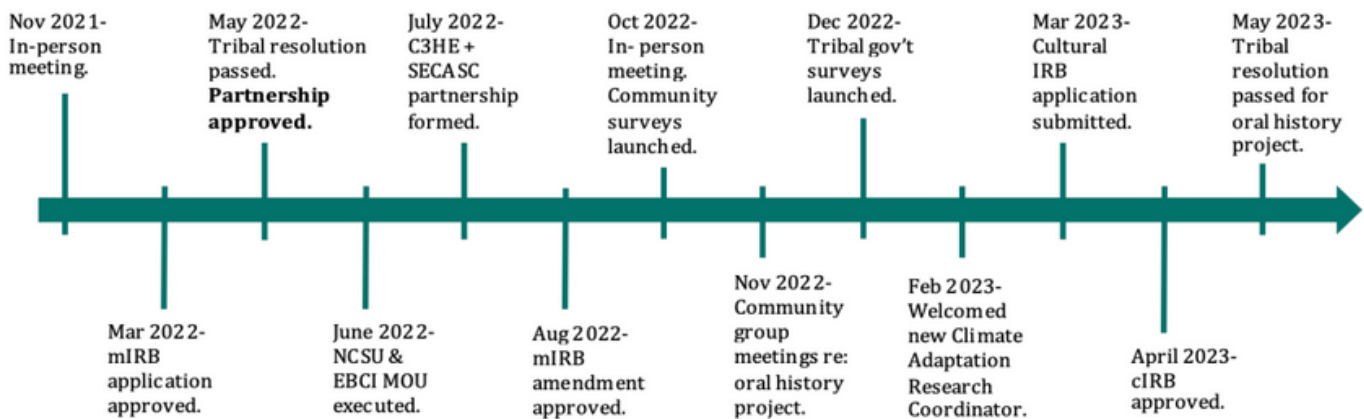 Nov 2021-
In-person
meeting.
May 2022-
Tribal resolution
passed.
Partnership
approved.
July 2022-
C3HE +
SECASC
partnership
formed.
Oct 2022-
In- person
meeting.
Community
surveys
launched.
Dec 2022-
Tribal gov't
surveys
launched.
Mar 2023-
Cultural
IRB
application
submitted.
May 2023-
Tribal
resolution
passed for
oral history
project.
Mar 2022-
mIRB
application
approved.
June 2022-
NCSU &
EBCI MOU
executed.
Aug 2022-
mIRB
amendment
approved.
Nov 2022-
Community
group
meetings re:
oral history
project.
Feb 2023-
Welcomed
new Climate
Adaptation
Research
Coordinator.
April 2023-
cIRB
approved.